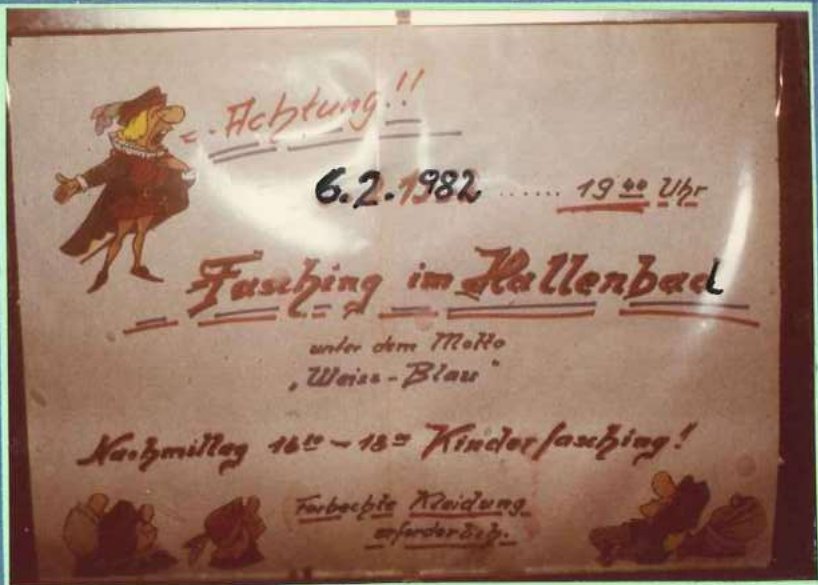 Achtung!!
6.2.1982 ...... 19 00 Uhr
Fasching im Hallenbad
unter dem Motto
„Weiss-Blau"
Nachmittag 16 00 - 18 00 Kinderfasching!
Farbechte Kleidung
erforderlich.